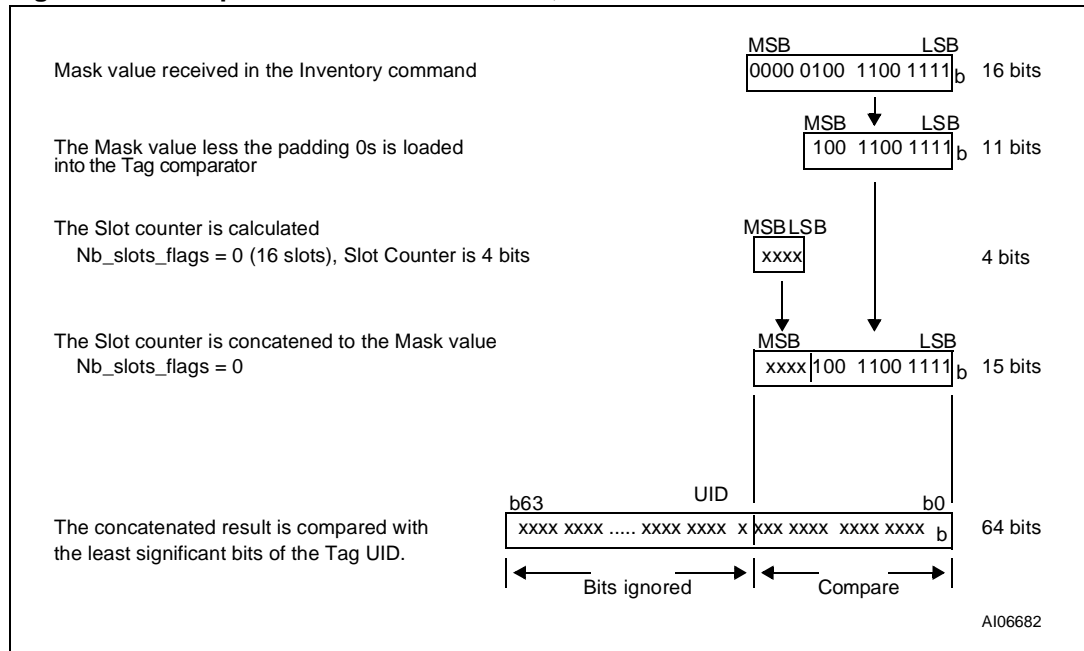 MSB LSB
Mask value received in the Inventory command 0000 0100 1100 1111 b 16 bits
MSB LSB
The Mask value less the padding 0s is loaded 100 1100 1111 b 11 bits
into the Tag comparator
The Slot counter is calculated MSB LSB
Nb_slots_flags = 0 (16 slots), Slot Counter is 4 bits xxxx 4 bits
The Slot counter is concatened to the Mask value MSB LSB
Nb_slots_flags = 0 xxxx 100 1100 1111 b 15 bits
UID
b63 b0
The concatenated result is compared with xxxx xxxx ..... xxxx xxxx x xxx xxxx xxxx xxxx b 64 bits
the least significant bits of the Tag UID.
Bits ignored Compare
AI06682